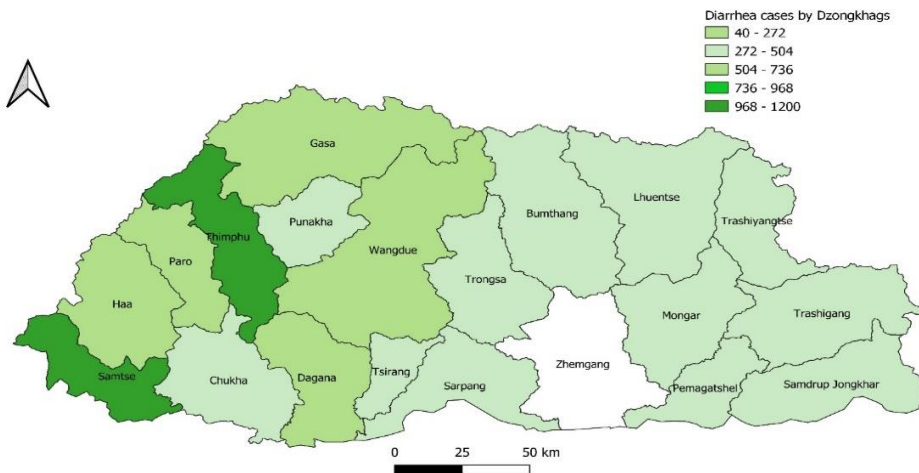 Diarrhea cases by Dzongkhags
40 - 272
272 - 504
504 - 736
736 - 968
968 - 1200
Gasa
Punakha
Thimphu
Bumthang
Lhuentse
Trashiyangtse
Paro
Wangdue
Trongsa
Haa
Mongar
Trashigang
Zhemgang
Samtse
Chukha
Dagana
Tsirang
Sarpang
Pemagatshel
Samdrup Jongkhar
0 25 50 km